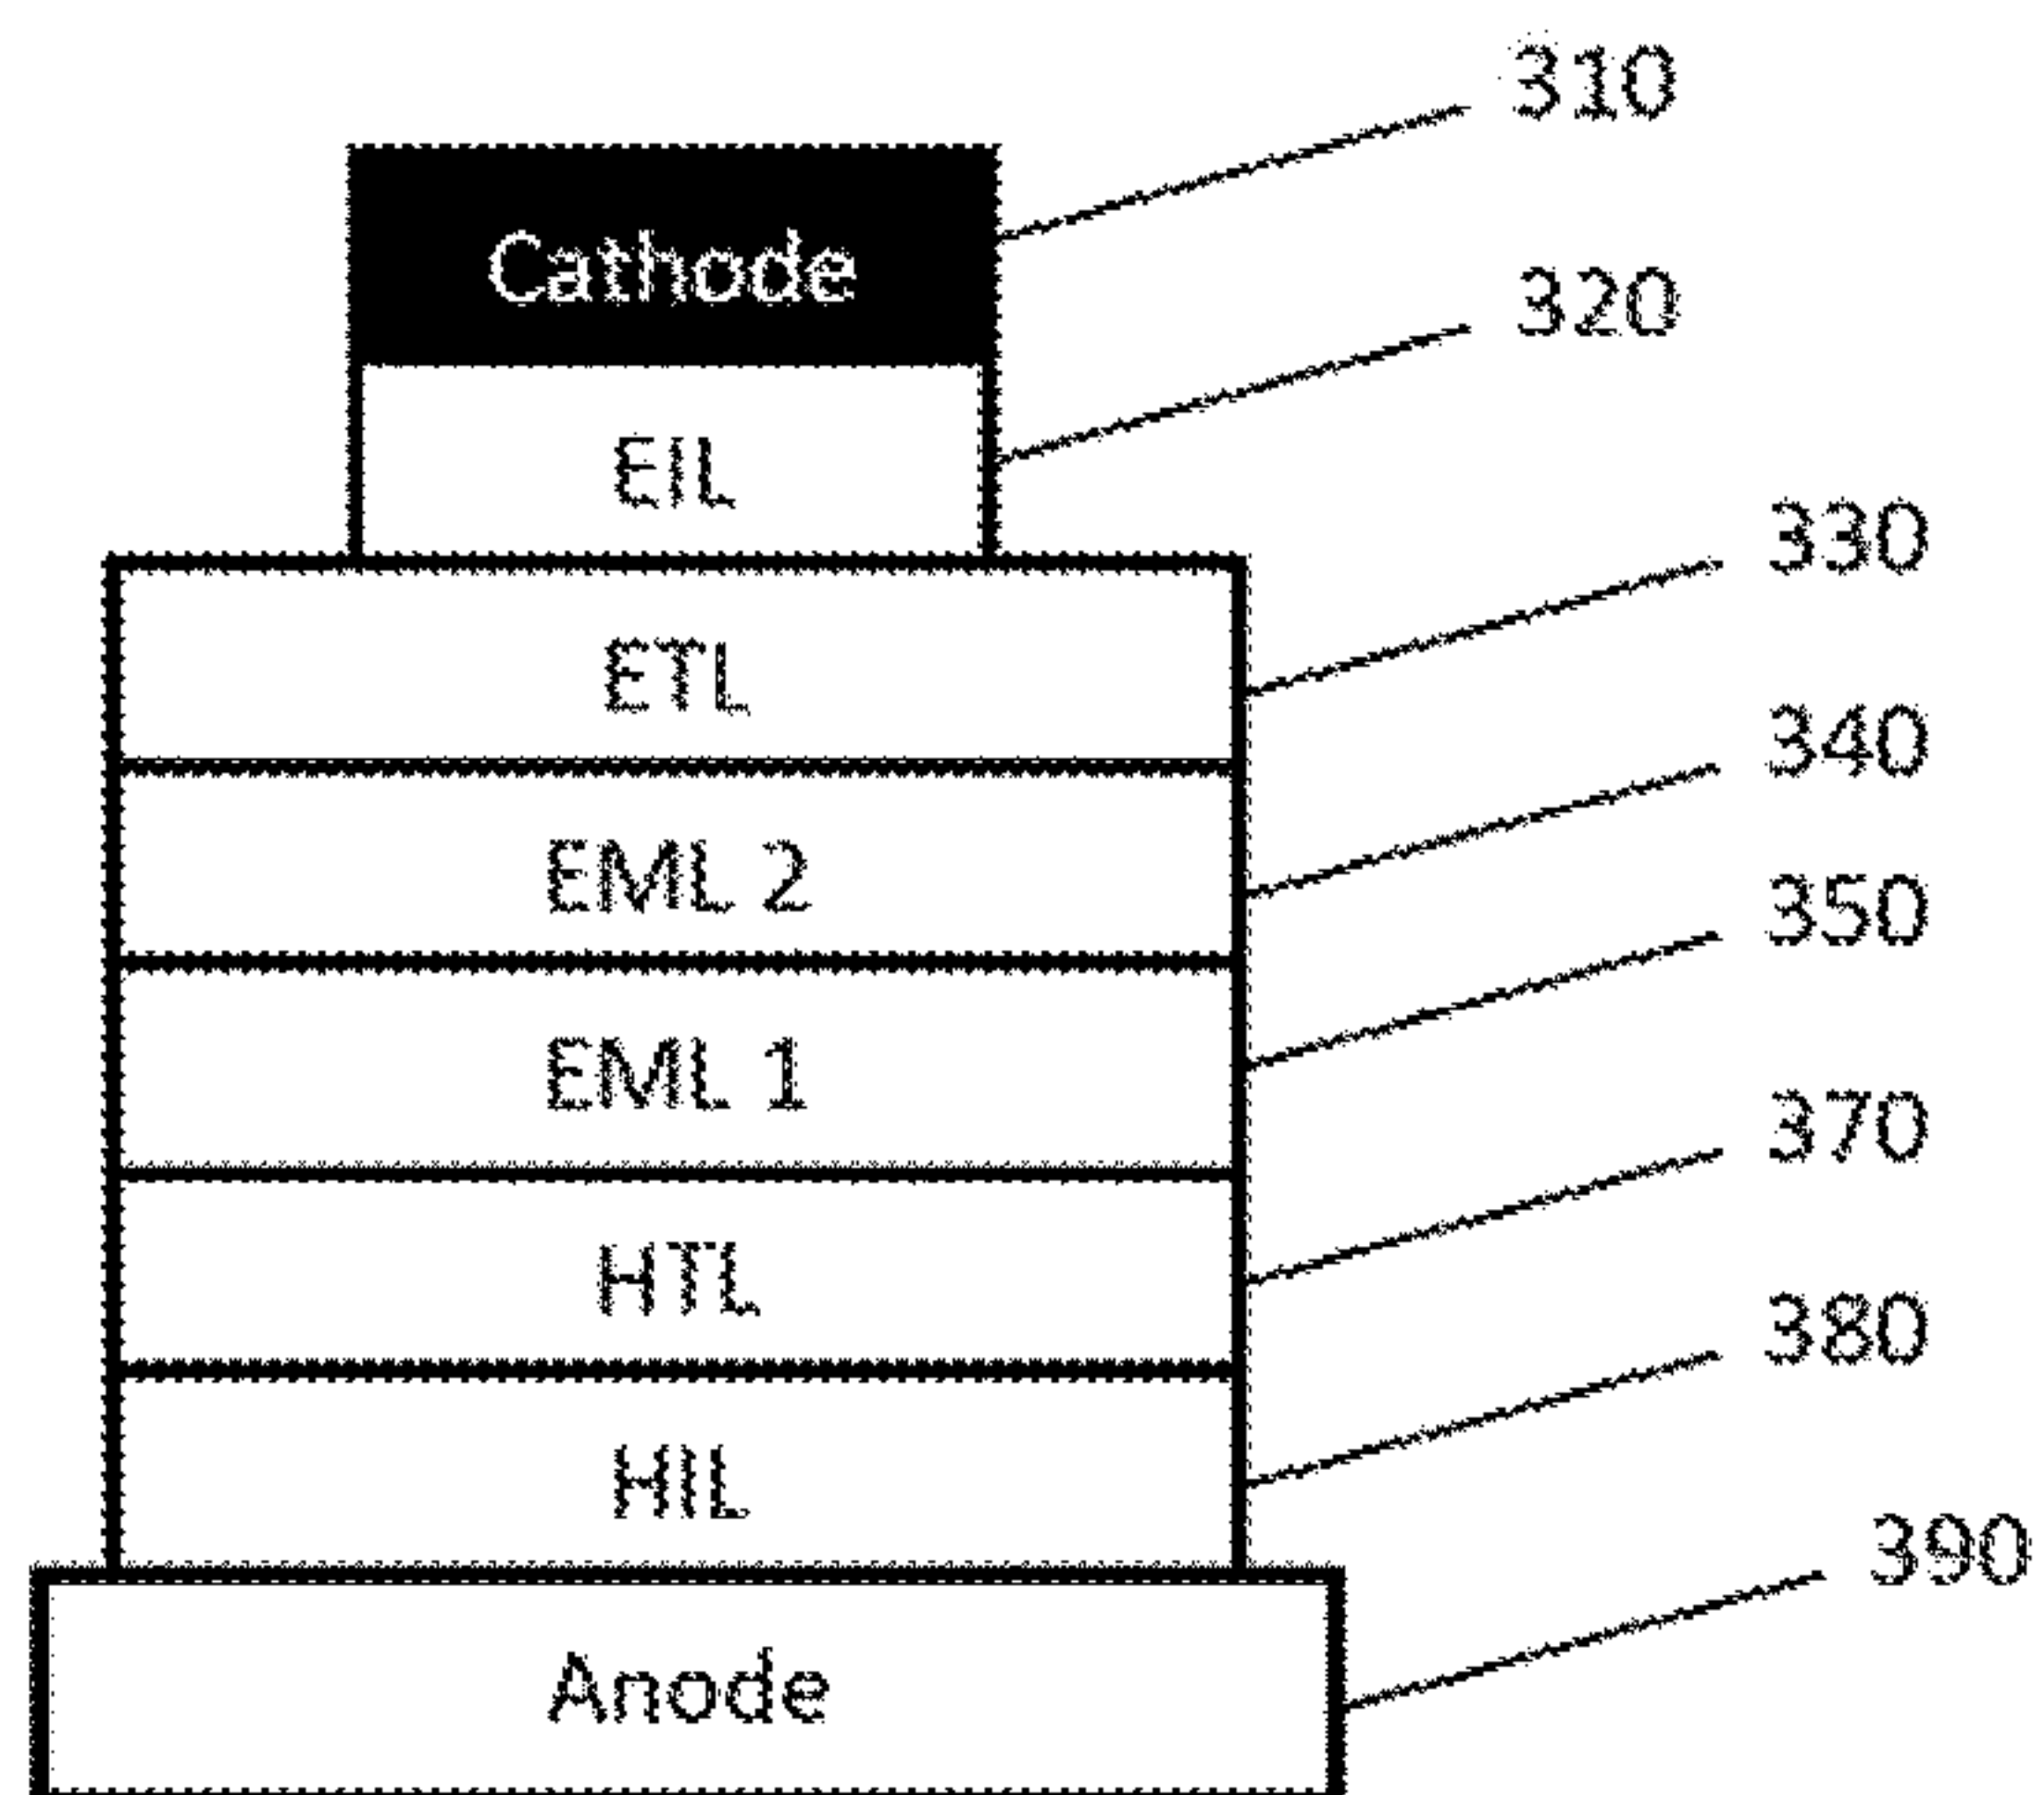 310
Cathode
320
EIL
330
ETL
340
EML 2
350
EML 1
370
HTL
380
HIL
390
Anode